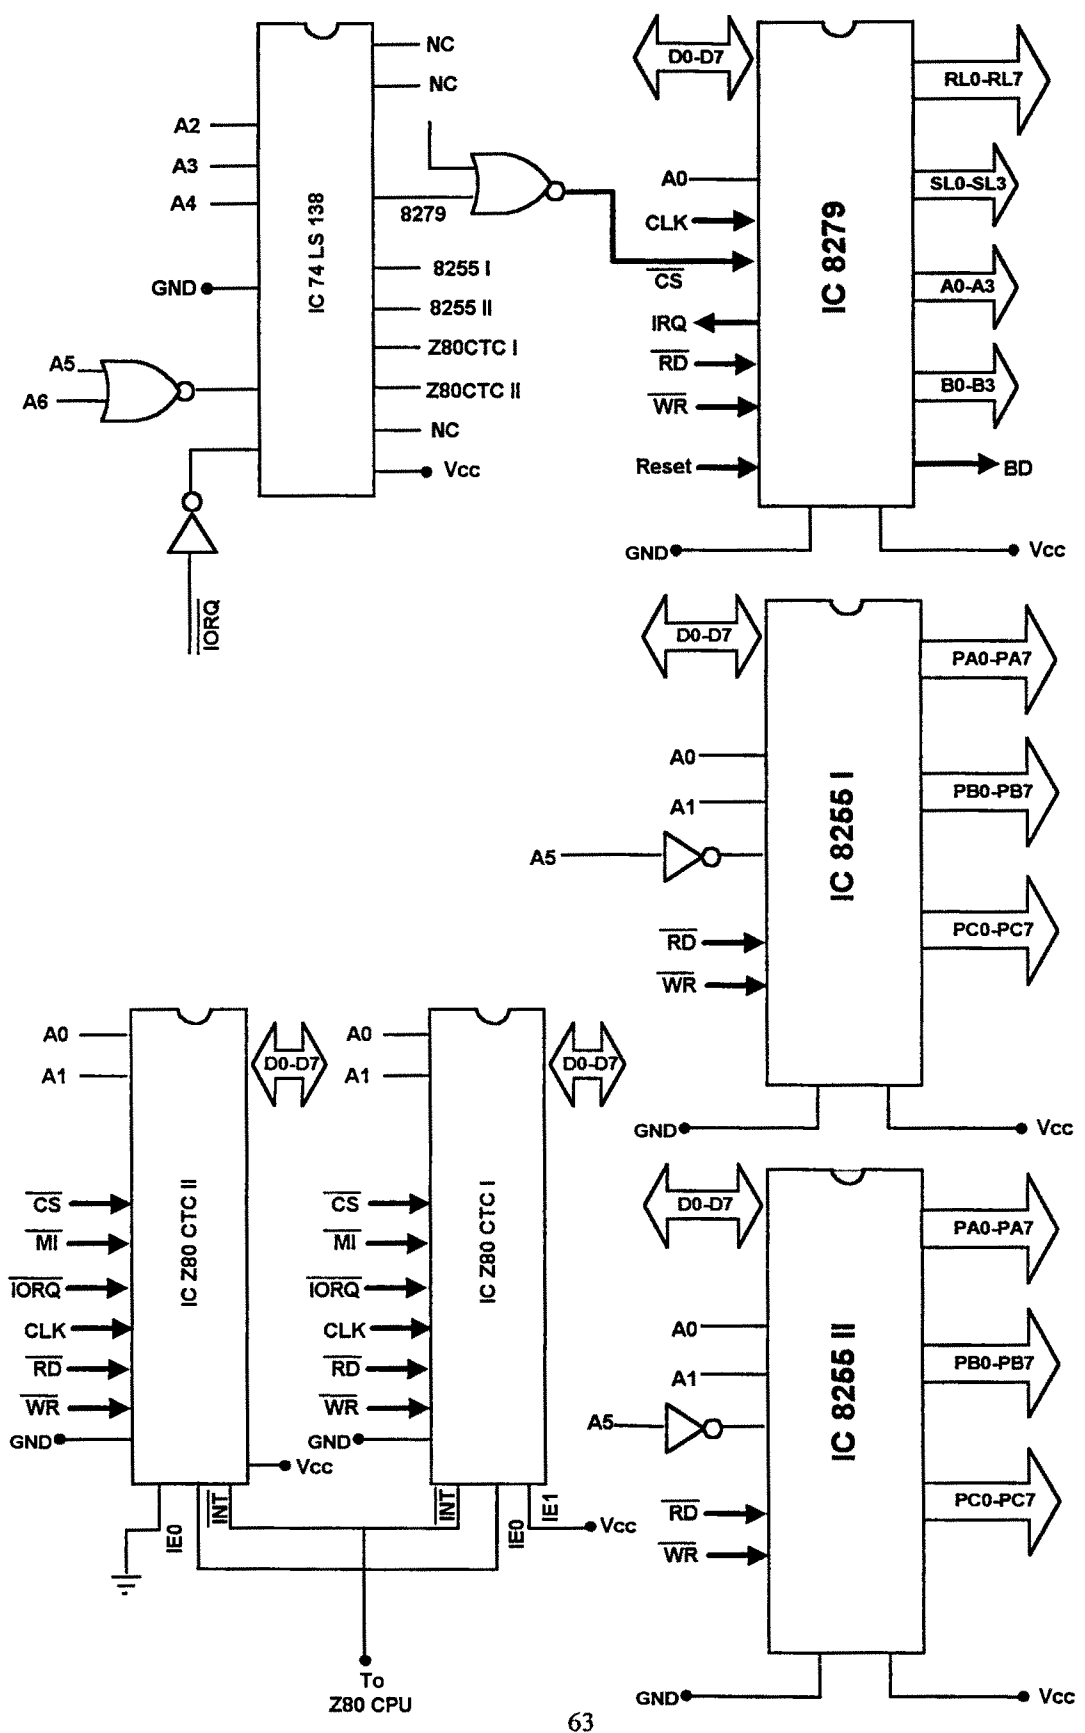 NC
NC
A2
A3
A4
8279
8255 I
GND
8255 II
Z80CTC I
A5
A6
Z80CTC II
NC
Vcc
IORQ
IC 74 LS 138
D0-D7
RL0-RL7
A0
SL0-SL3
CLK
CS
A0-A3
IRQ
RD
B0-B3
WR
Reset
BD
IC 8279
GND
Vcc
D0-D7
PA0-PA7
A0
PB0-PB7
A1
A5
IC 8255 I
PC0-PC7
RD
WR
GND
Vcc
A0
D0-D7
A1
CS
MI
IORQ
CLK
RD
WR
GND
IC Z80 CTC II
Vcc
IE0
INT
A0
D0-D7
A1
CS
MI
IORQ
CLK
RD
WR
GND
IC Z80 CTC I
INT
IE0
IE1
Vcc
To
Z80 CPU
D0-D7
PA0-PA7
A0
PB0-PB7
A1
A5
IC 8255 II
PC0-PC7
RD
WR
GND
Vcc
63